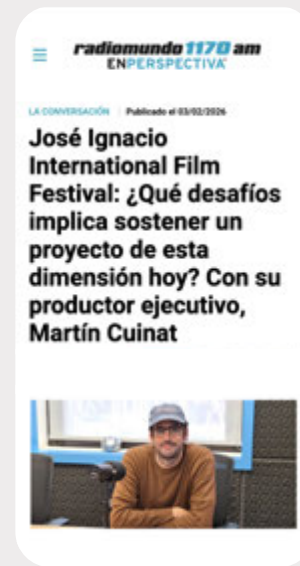 radiomundo 1170 am
ENPERSPECTIVA
LA CONVERSACIÓN | Publicado el 03/02/2026
José Ignacio
International Film
Festival: ¿Qué desafíos
implica sostener un
proyecto de esta
dimensión hoy? Con su
productor ejecutivo,
Martín Cuinat